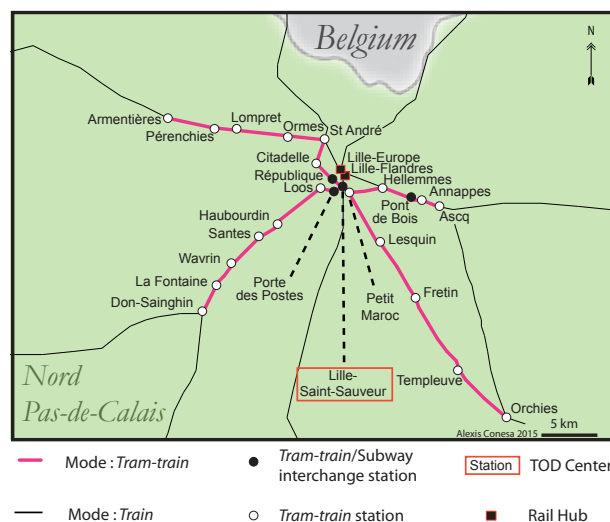 Belgium
N
Armentières
Lompret
Pérenchies
Ormes
St André
Citadelle
Lille-Europe
République
Lille-Flandres
Loos
Hellemmes
Annappes
Pont
de Bois
Ascq
Haubourdin
Santes
Lesquin
Wavrin
La Fontaine
Porte
des Postes
Petit
Maroc
Fretin
Don-Sainghin
Nord
Pas-de-Calais
Lille-
Saint-Sauveur
Templeuve
Orchies
Alexis Conesa 2015
5 km
Mode : Tram-train
Tram-train/Subway
interchange station
Station
TOD Center
Mode : Train
Tram-train station
Rail Hub